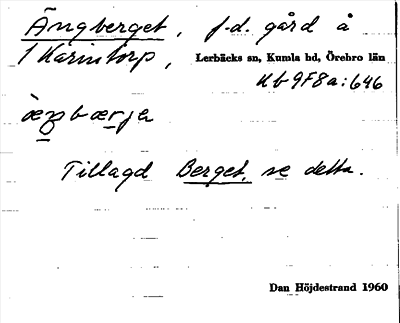 Ängberget, f.d. gård å
1 Karintorp, Lerbäcks sn, Kumla hd, Örebro län
Kb 9F8a:646
Tillagd Berget, se detta.
Dan Höjdestrand 1960